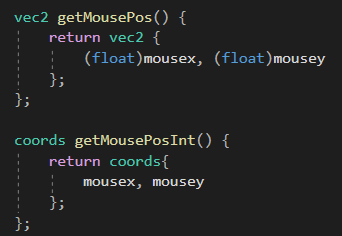 vec2 getMousePos() {
    return vec2 {
        (float)mousex, (float)mousey
    };
};
coords getMousePosInt() {
    return coords{
        mousex, mousey
    };
};